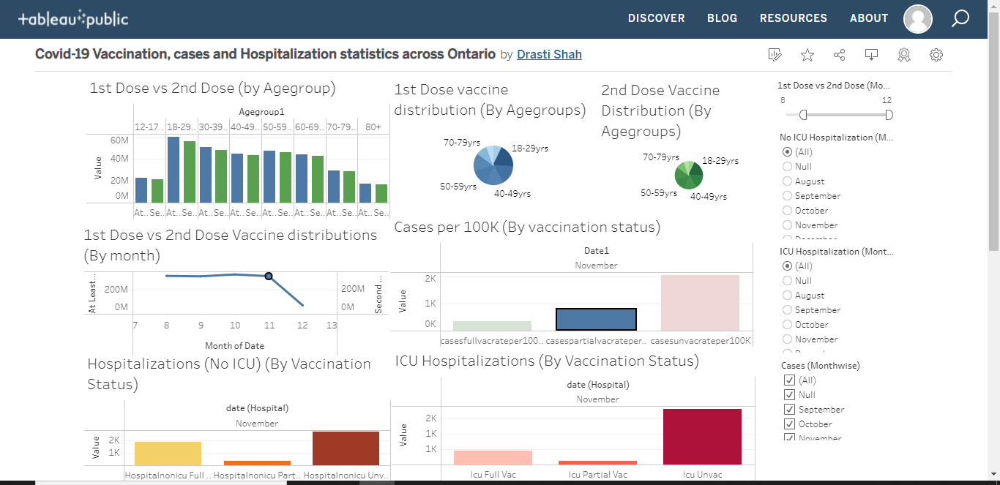 +ableau public
DISCOVER BLOG RESOURCES ABOUT
Covid-19 Vaccination, cases and Hospitalization statistics across Ontario by Drasti Shah
1st Dose vs 2nd Dose (by Agegroup)
Agegroup1
12-17.. 18-29.. 30-39.. 40-49.. 50-59.. 60-69.. 70-79.. 80+
Value
60M
40M
20M
0M
At.. Se.. At.. Se.. At.. Se.. At.. Se.. At.. Se.. At.. Se.. At.. Se.. At.. Se..
1st Dose vaccine
distribution (By Agegroups)
70-79yrs
18-29yrs
50-59yrs
40-49yrs
2nd Dose Vaccine
Distribution (By
Agegroups)
70-79yrs
18-29yrs
50-59yrs
40-49yrs
1st Dose vs 2nd Dose Vaccine distributions
(By month)
At Least...
200M
0M
200M
0M
Second ...
7 8 9 10 11 12 13
Month of Date
Cases per 100K (By vaccination status)
Date1
November
Value
2K
1K
0K
casesfullvacrateper100.. casespartialvacrateper.. casesunvacrateper100K
Hospitalizations (No ICU) (By Vaccination
Status)
date (Hospital)
November
Value
2K
1K
Hospitalnonicu Full .. Hospitalnonicu Part.. Hospitalnonicu Unv..
ICU Hospitalizations (By Vaccination Status)
date (Hospital)
November
Value
2K
1K
1K
Icu Full Vac Icu Partial Vac Icu Unvac
1st Dose vs 2nd Dose (Mo...
8 12
No ICU Hospitalization (M...
(All)
Null
August
September
October
November
December
ICU Hospitalization (Mont...
(All)
Null
August
September
October
November
Cases (Monthwise)
(All)
Null
September
October
November